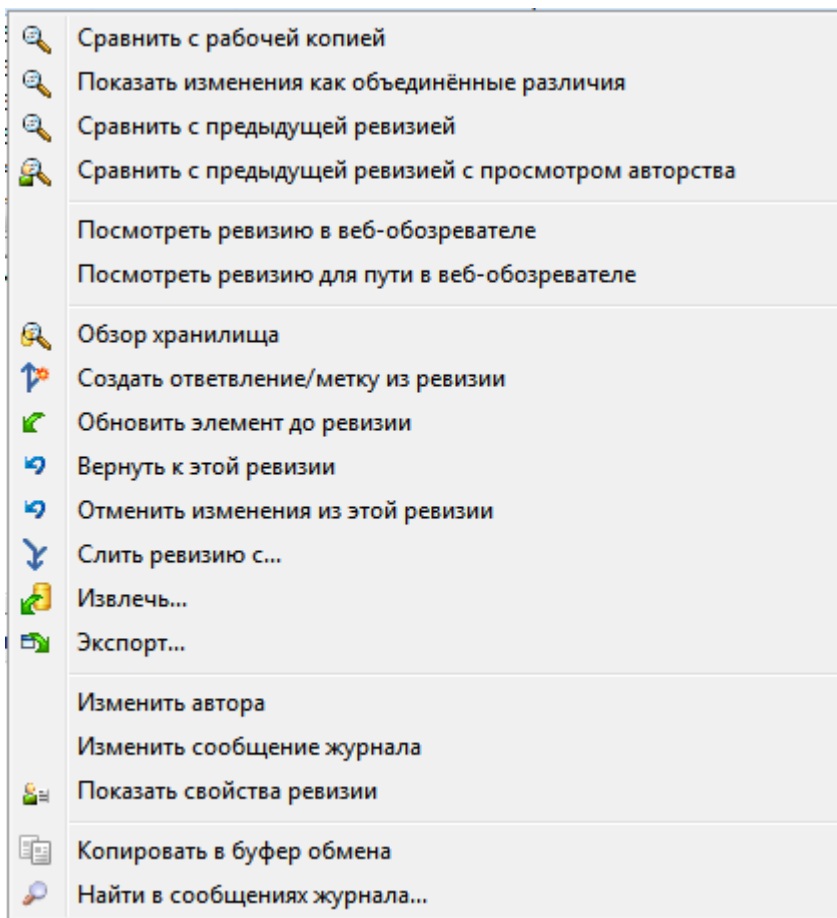 Сравнить с рабочей копией
Показать изменения как объединённые различия
Сравнить с предыдущей ревизией
Сравнить с предыдущей ревизией с просмотром авторства
Посмотреть ревизию в веб-обозревателе
Посмотреть ревизию для пути в веб-обозревателе
Обзор хранилища
Создать ответвление/метку из ревизии
Обновить элемент до ревизии
Вернуть к этой ревизии
Отменить изменения из этой ревизии
Слить ревизию с...
Извлечь...
Экспорт...
Изменить автора
Изменить сообщение журнала
Показать свойства ревизии
Копировать в буфер обмена
Найти в сообщениях журнала...